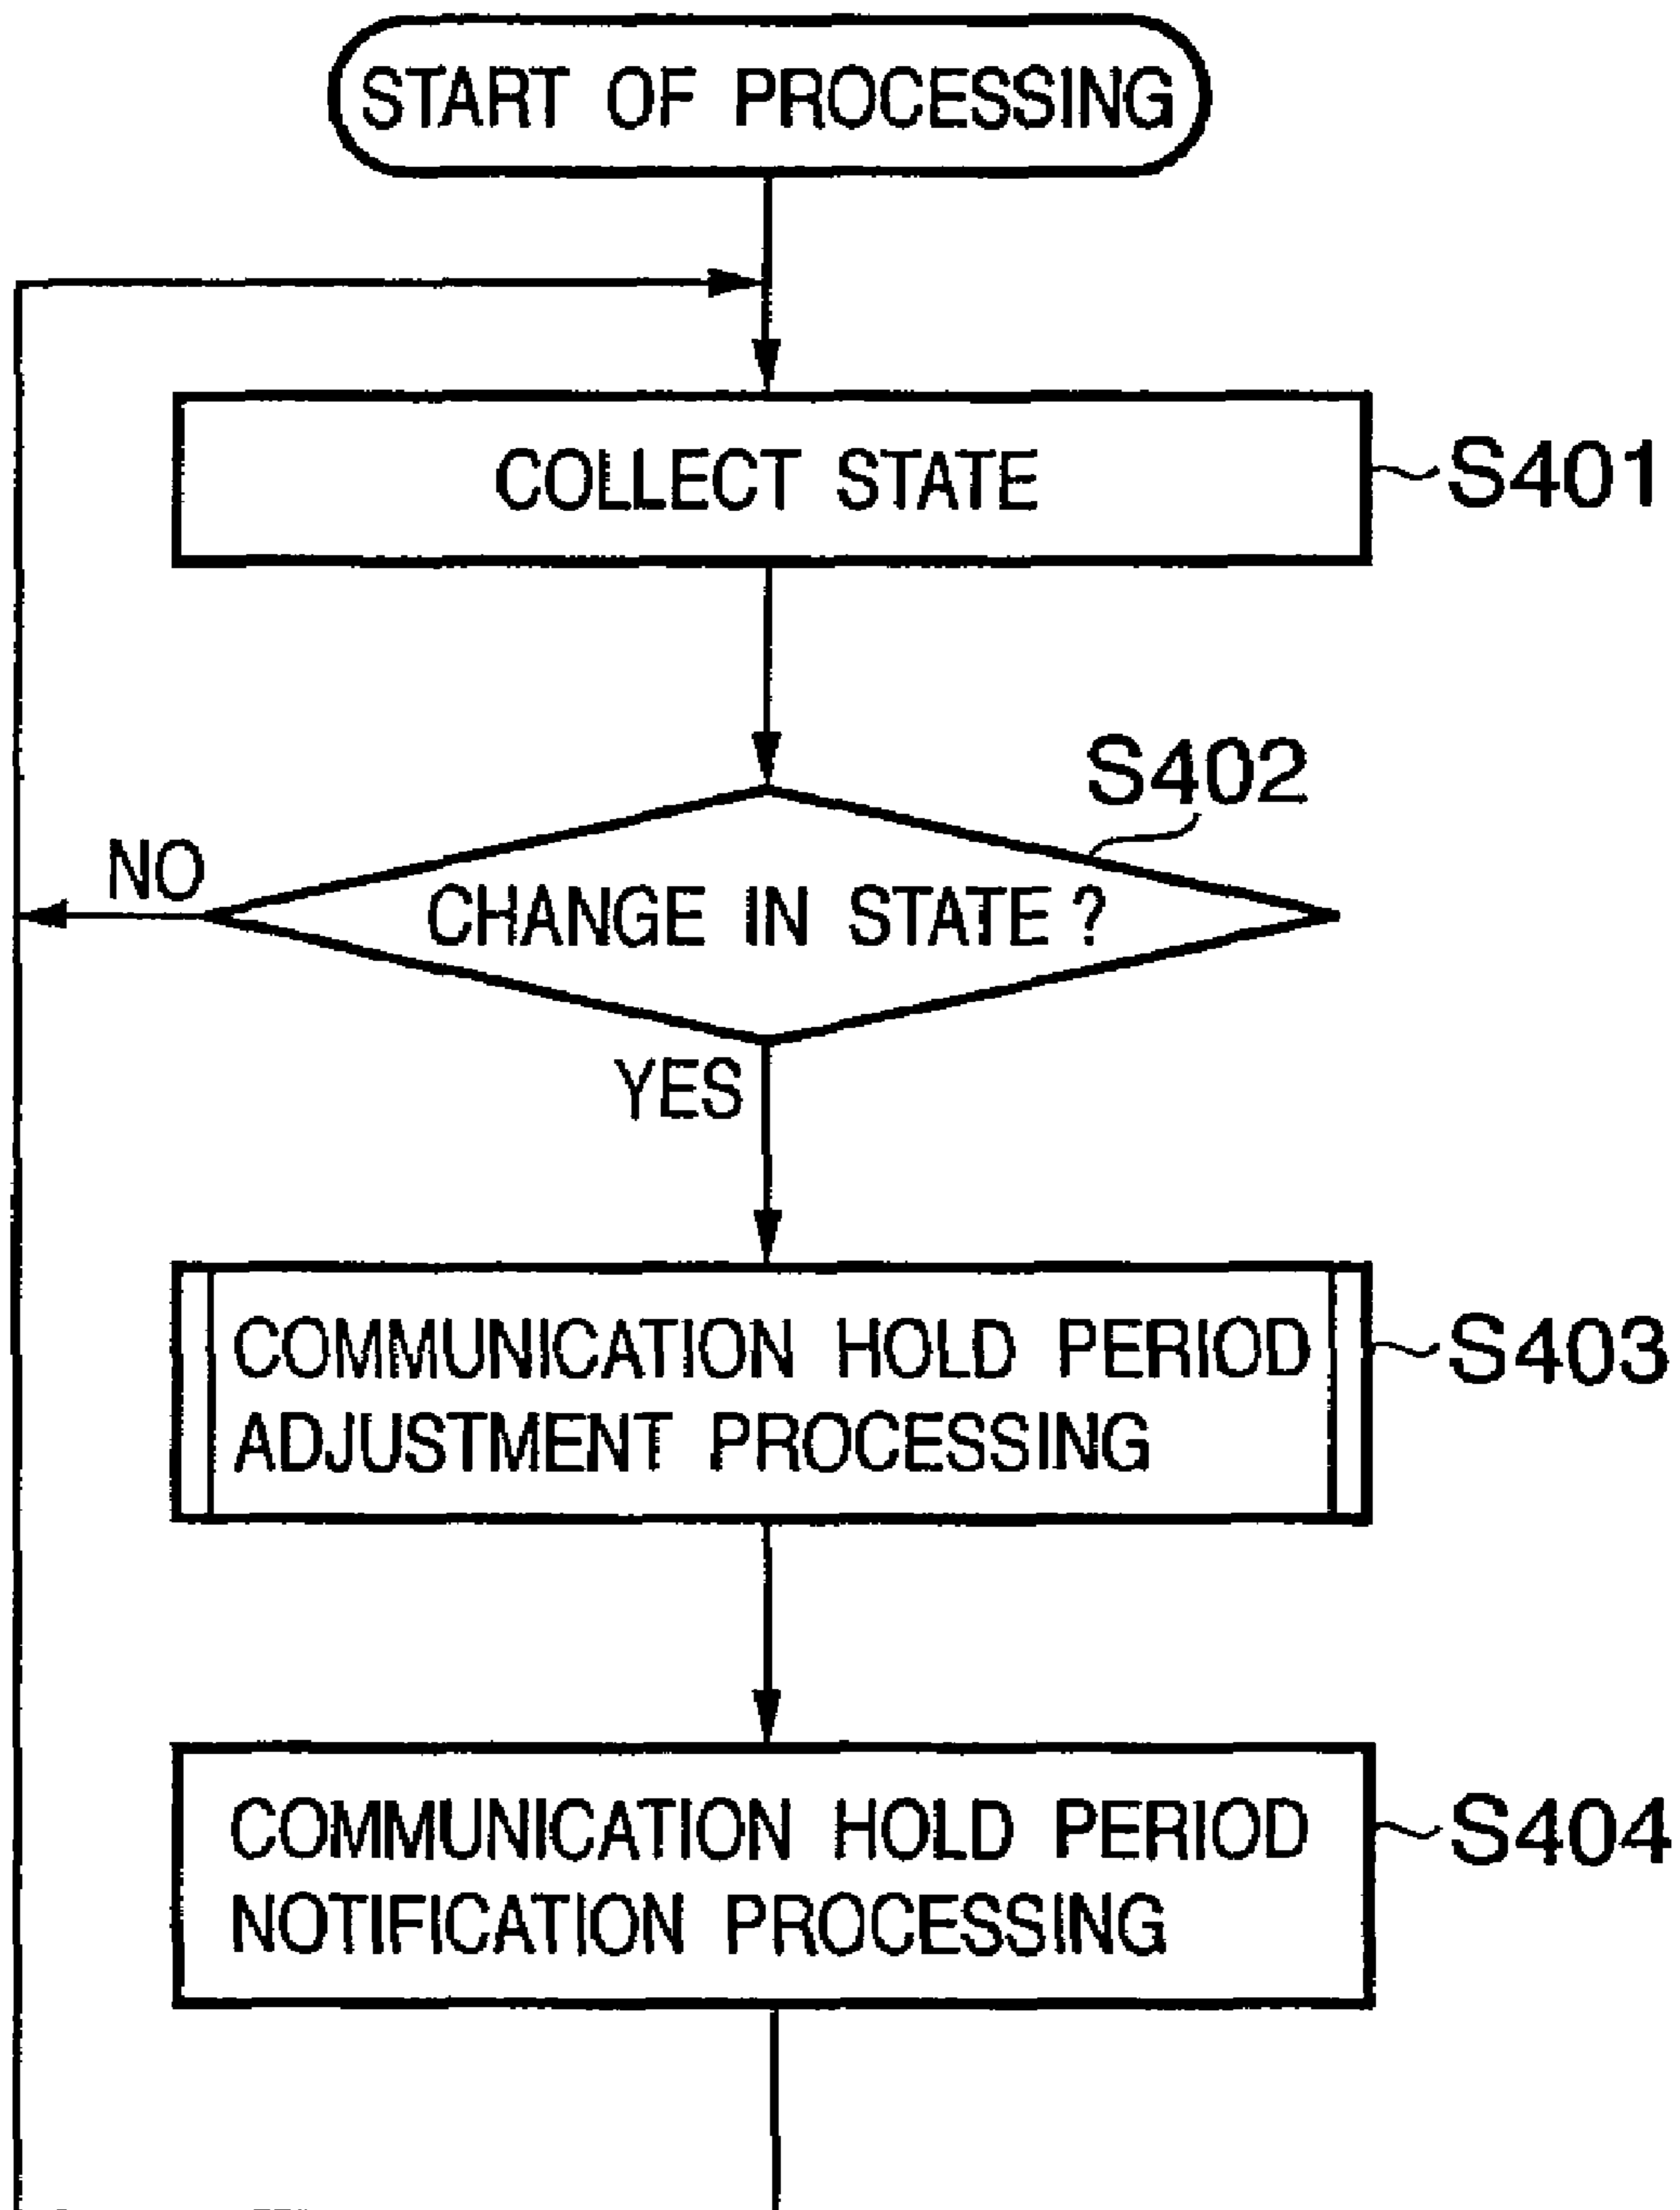 START OF PROCESSING
COLLECT STATE
S401
S402
NO
CHANGE IN STATE?
YES
COMMUNICATION HOLD PERIOD
ADJUSTMENT PROCESSING
S403
COMMUNICATION HOLD PERIOD
NOTIFICATION PROCESSING
S404